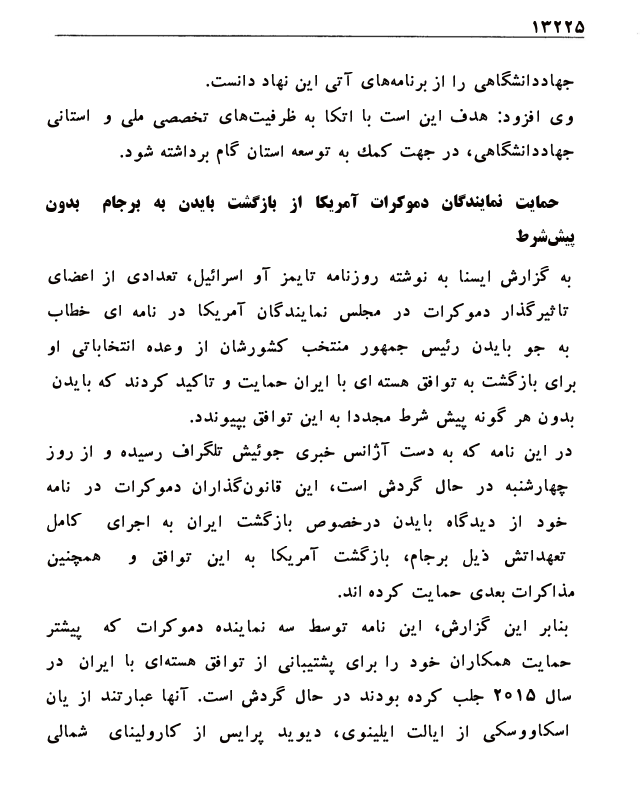 ۱۳۲۲۵
جهاددانشگاهی را از برنامه‌های آتی این نهاد دانست.
وی افزود: هدف این است با اتکا به ظرفیت‌های تخصصی ملی و استانی
جهاددانشگاهی، در جهت کمك به توسعه استان گام برداشته شود.
حمایت نمایندگان دموکرات آمریکا از بازگشت بایدن به برجام بدون
پیش‌شرط
به گزارش ایسنا به نوشته روزنامه تایمز آو اسرائیل، تعدادی از اعضای
تاثیرگذار دموکرات در مجلس نمایندگان آمریکا در نامه ای خطاب
به جو بایدن رئیس جمهور منتخب کشورشان از وعده انتخاباتی او
برای بازگشت به توافق هسته ای با ایران حمایت و تاکید کردند که بایدن
بدون هر گونه پیش شرط مجددا به این توافق بپیوندد.
در این نامه که به دست آژانس خبری جوئیش تلگراف رسیده و از روز
چهارشنبه در حال گردش است، این قانون‌گذاران دموکرات در نامه
خود از دیدگاه بایدن درخصوص بازگشت ایران به اجرای کامل
تعهداتش ذیل برجام، بازگشت آمریکا به این توافق و همچنین
مذاکرات بعدی حمایت کرده اند.
بنابر این گزارش، این نامه توسط سه نماینده دموکرات که پیشتر
حمایت همکاران خود را برای پشتیبانی از توافق هسته‌ای با ایران در
سال ۲۰۱۵ جلب کرده بودند در حال گردش است. آنها عبارتند از یان
اسکاووسکی از ایالت ایلینوی، دیوید پرایس از کارولینای شمالی